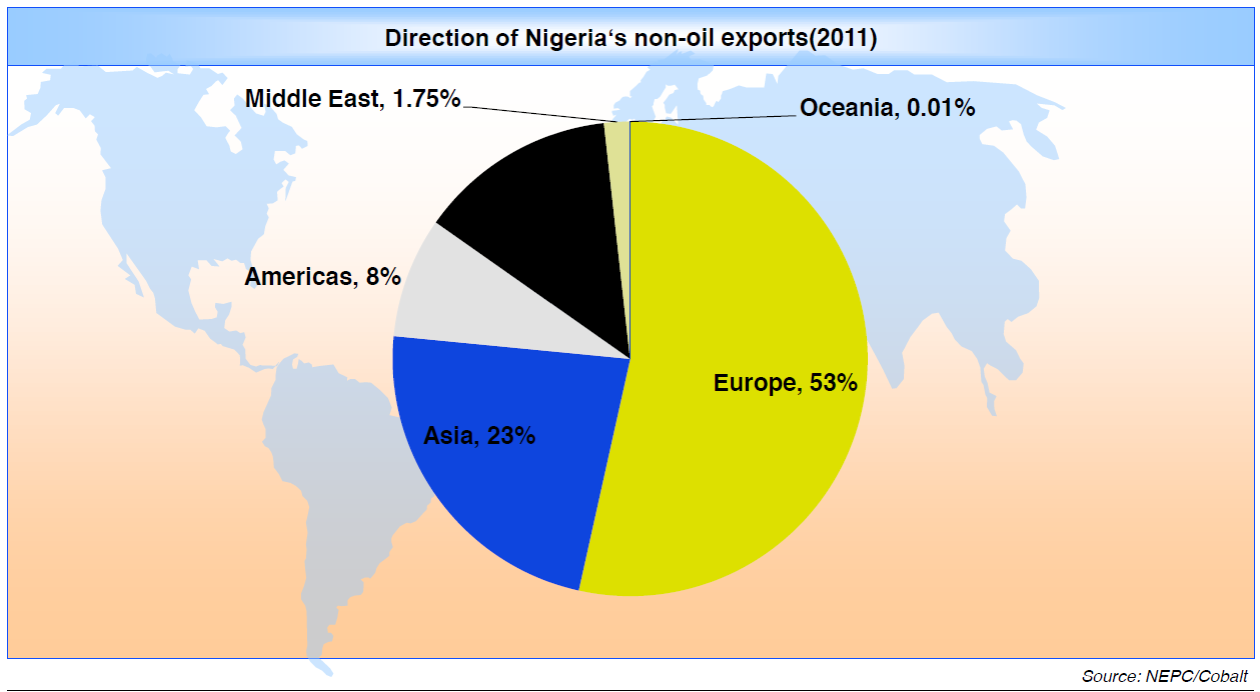 Direction of Nigeria‘s non-oil exports(2011)
Middle East, 1.75%
Oceania, 0.01%
Americas, 8%
Europe, 53%
Asia, 23%
Source: NEPC/Cobalt